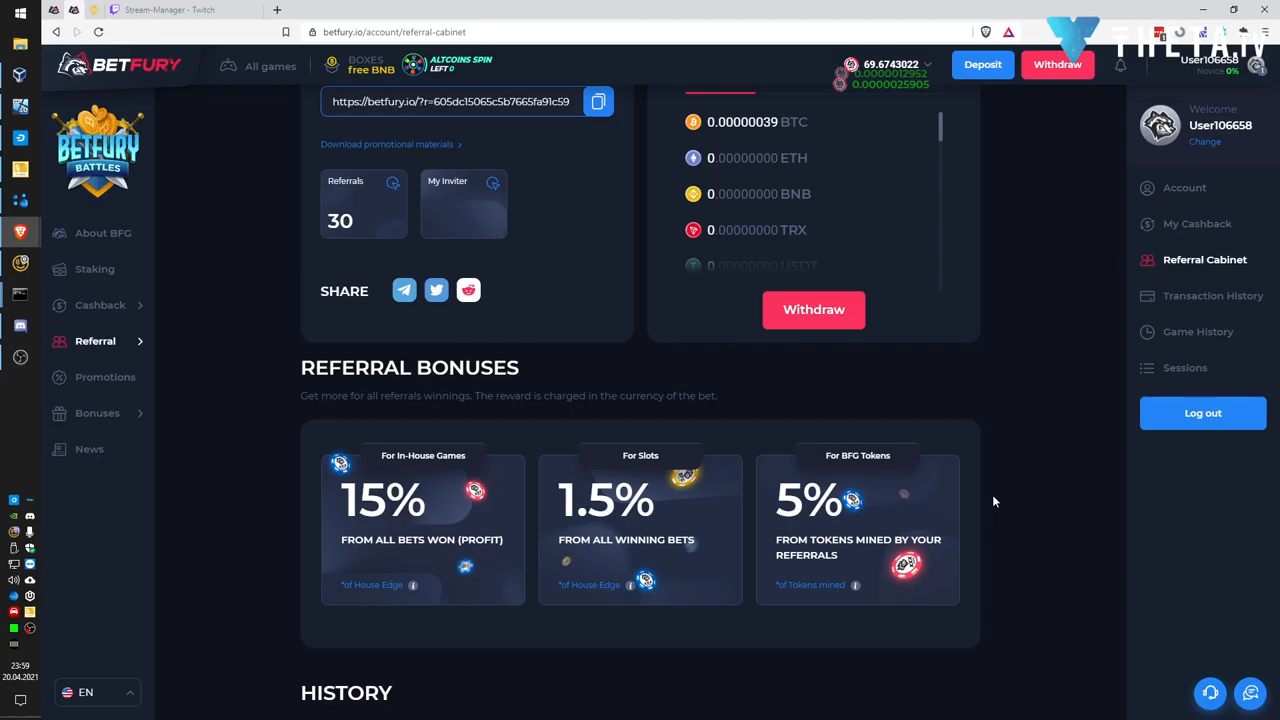 Stream-Manager - Twitch
betfury.io/account/referral-cabinet
BETFURY
All games
BOXES
free BNB
ALTCOINS SPIN
LEFT 0
69.6743022
0.0000012952
0.0000025905
Deposit
Withdraw
THETA.tv
User106658
Novice 0%
BETFURY
BATTLES
About BFG
Staking
Cashback
Referral
Promotions
Bonuses
News
EN
https://betfury.io/?r=605dc15065c5b7665fa91c59
Download promotional materials
Referrals
30
My Inviter
SHARE
0.00000039 BTC
0.00000000 ETH
0.00000000 BNB
0.00000000 TRX
0.00000000 USDT
Withdraw
REFERRAL BONUSES
Get more for all referrals winnings. The reward is charged in the currency of the bet.
For In-House Games
15%
FROM ALL BETS WON (PROFIT)
*of House Edge
For Slots
1.5%
FROM ALL WINNING BETS
*of House Edge
For BFG Tokens
5%
FROM TOKENS MINED BY YOUR
REFERRALS
*of Tokens mined
HISTORY
Welcome
User106658
Change
Account
My Cashback
Referral Cabinet
Transaction History
Game History
Sessions
Log out
23:59
20.04.2021